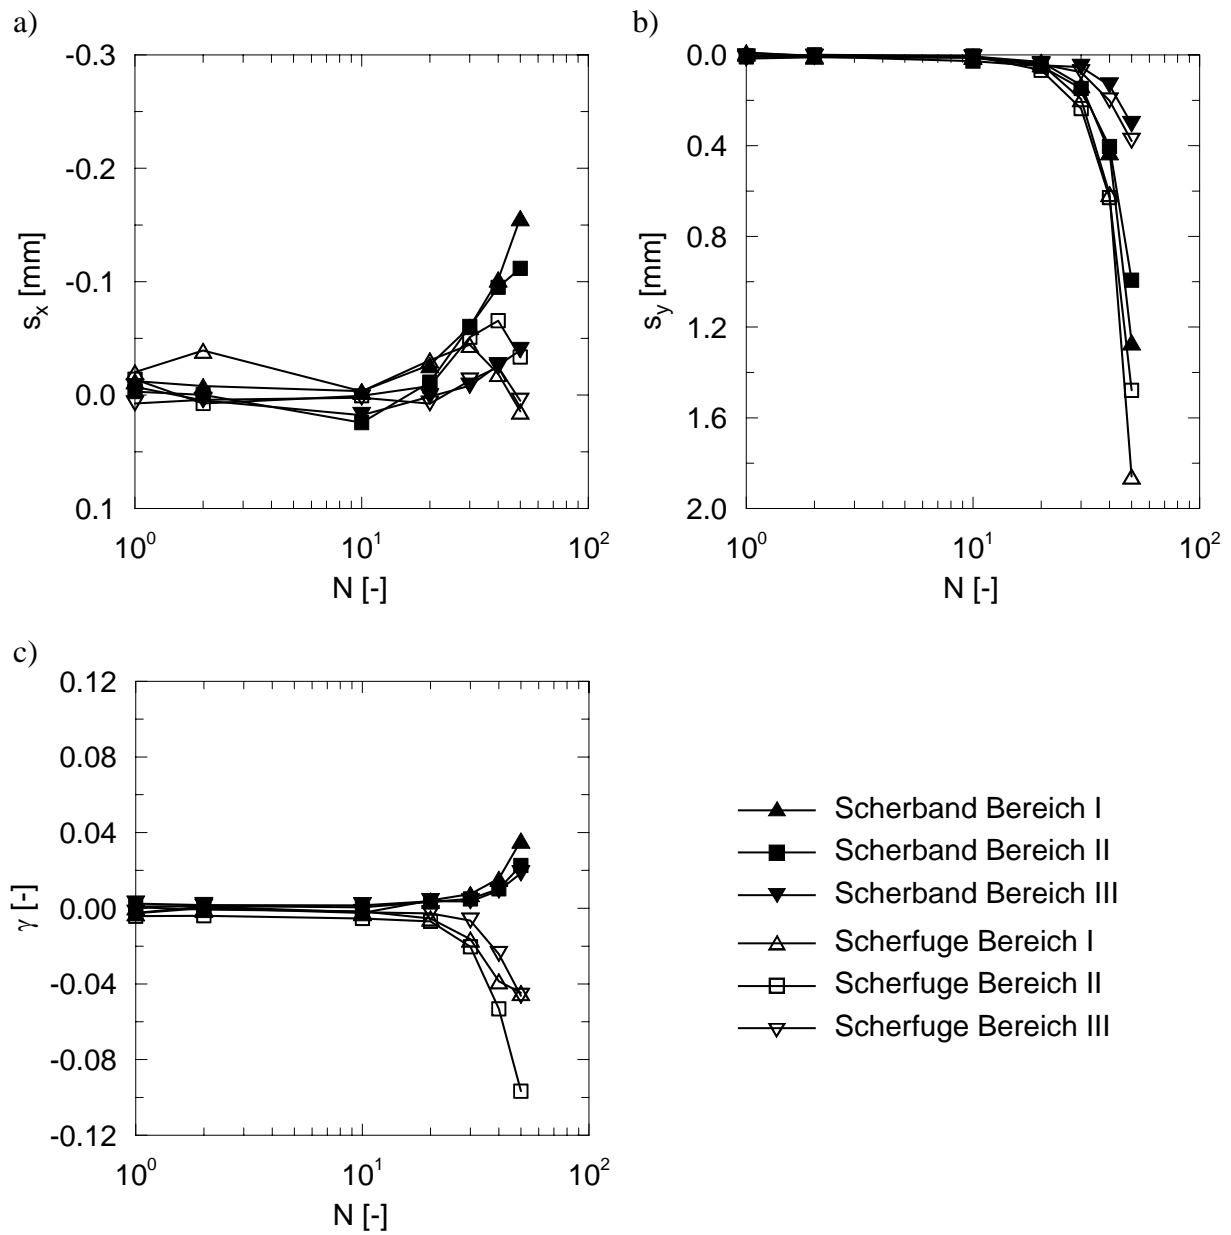 a)
-0.3
-0.2
-0.1
0.0
0.1
s_x [mm]
10^0 10^1 10^2
N [-]
b)
0.0
0.4
0.8
1.2
1.6
2.0
s_y [mm]
10^0 10^1 10^2
N [-]
c)
0.12
0.08
0.04
0.00
-0.04
-0.08
-0.12
γ [-]
10^0 10^1 10^2
N [-]
Scherband Bereich I
Scherband Bereich II
Scherband Bereich III
Scherfuge Bereich I
Scherfuge Bereich II
Scherfuge Bereich III